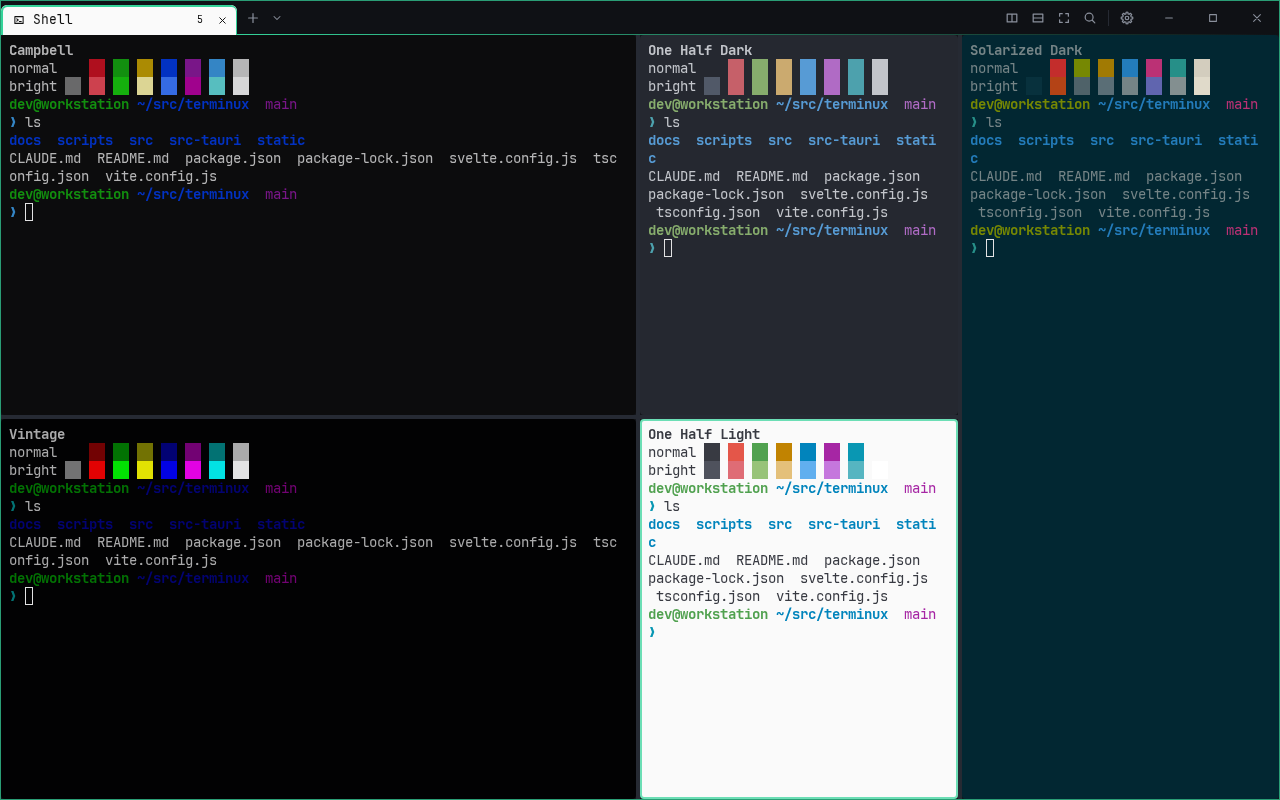 Shell 5
Campbell
normal
bright
dev@workstation ~/src/terminux main
❯ ls
docs scripts src src-tauri static
CLAUDE.md README.md package.json package-lock.json svelte.config.js tsc
onfig.json vite.config.js
dev@workstation ~/src/terminux main
❯
One Half Dark
normal
bright
dev@workstation ~/src/terminux main
❯ ls
docs scripts src src-tauri stati
c
CLAUDE.md README.md package.json
package-lock.json svelte.config.js
tsconfig.json vite.config.js
dev@workstation ~/src/terminux main
❯
Solarized Dark
normal
bright
dev@workstation ~/src/terminux main
❯ ls
docs scripts src src-tauri stati
c
CLAUDE.md README.md package.json
package-lock.json svelte.config.js
tsconfig.json vite.config.js
dev@workstation ~/src/terminux main
❯
Vintage
normal
bright
dev@workstation ~/src/terminux main
❯ ls
docs scripts src src-tauri static
CLAUDE.md README.md package.json package-lock.json svelte.config.js tsc
onfig.json vite.config.js
dev@workstation ~/src/terminux main
❯
One Half Light
normal
bright
dev@workstation ~/src/terminux main
❯ ls
docs scripts src src-tauri stati
c
CLAUDE.md README.md package.json
package-lock.json svelte.config.js
tsconfig.json vite.config.js
dev@workstation ~/src/terminux main
❯